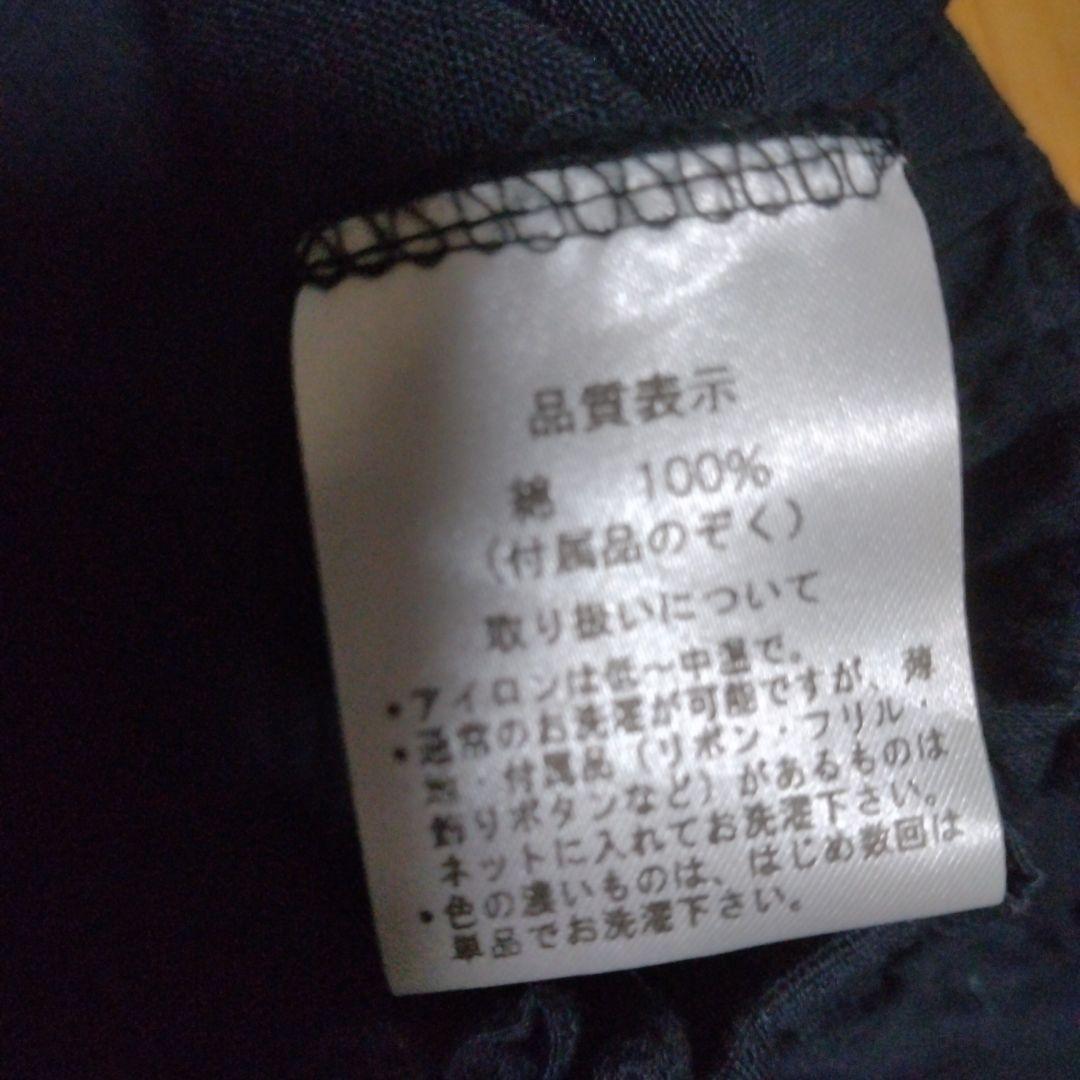 品質表示
綿 100%
(付属品のぞく)
取り扱いについて
・アイロンは低~中温で。
・通常のお洗濯が可能ですが、薄
・付属品(リボン・フリル・
釣りボタンなど)があるものは
ネットに入れてお洗濯下さい。
・色の濃いものは、はじめ数回は
単品でお洗濯下さい。